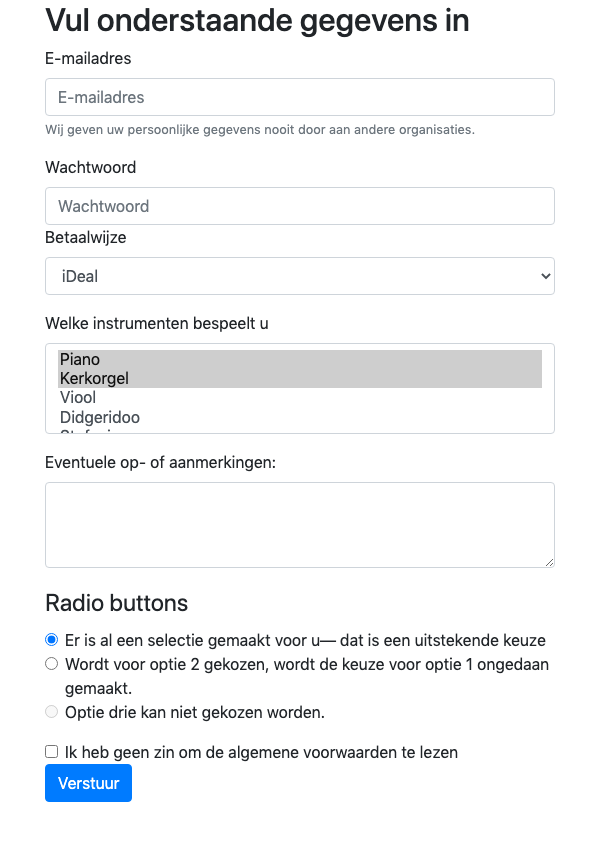 Vul onderstaande gegevens in
E-mailadres
E-mailadres
Wij geven uw persoonlijke gegevens nooit door aan andere organisaties.
Wachtwoord
Wachtwoord
Betaalwijze
iDeal
Welke instrumenten bespeelt u
Piano
Kerkorgel
Viool
Didgeridoo
Eventuele op- of aanmerkingen:
Radio buttons
Er is al een selectie gemaakt voor u— dat is een uitstekende keuze
Wordt voor optie 2 gekozen, wordt de keuze voor optie 1 ongedaan
gemaakt.
Optie drie kan niet gekozen worden.
Ik heb geen zin om de algemene voorwaarden te lezen
Verstuur